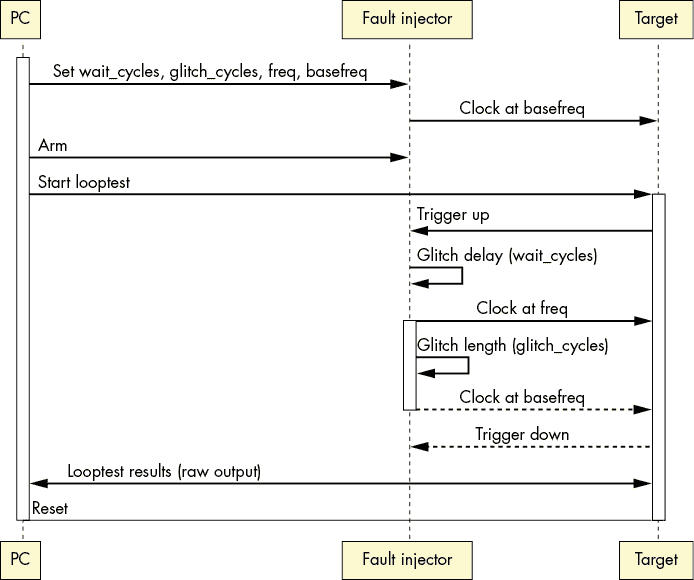 PC
Fault injector
Target
Set wait_cycles, glitch_cycles, freq, basefreq
Clock at basefreq
Arm
Start looptest
Trigger up
Glitch delay (wait_cycles)
Clock at freq
Glitch length (glitch_cycles)
Clock at basefreq
Trigger down
Looptest results (raw output)
Reset
PC
Fault injector
Target